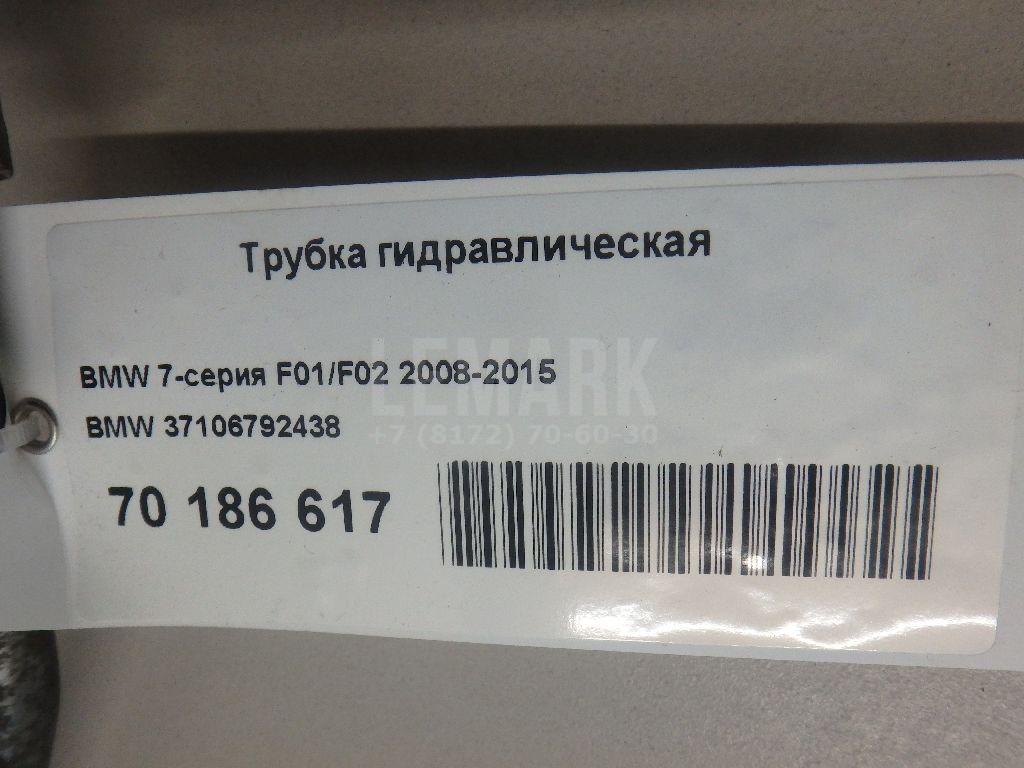 Трубка гидравлическая
BMW 7-серия F01/F02 2008-2015
LEMARK
BMW 37106792438
+7 (8172) 70-60-30
70 186 617